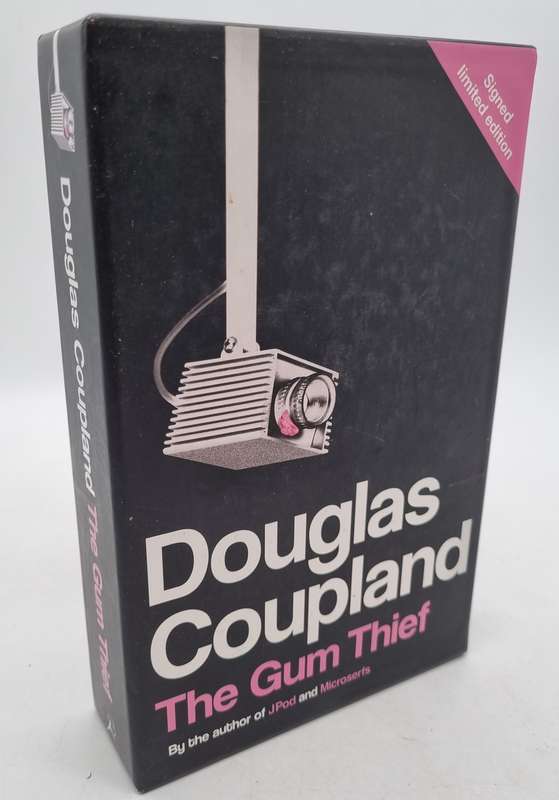 Signed
limited edition
Douglas Coupland The Gum Thief
Douglas
Coupland
The Gum Thief
By the author of JPod and Microserfs